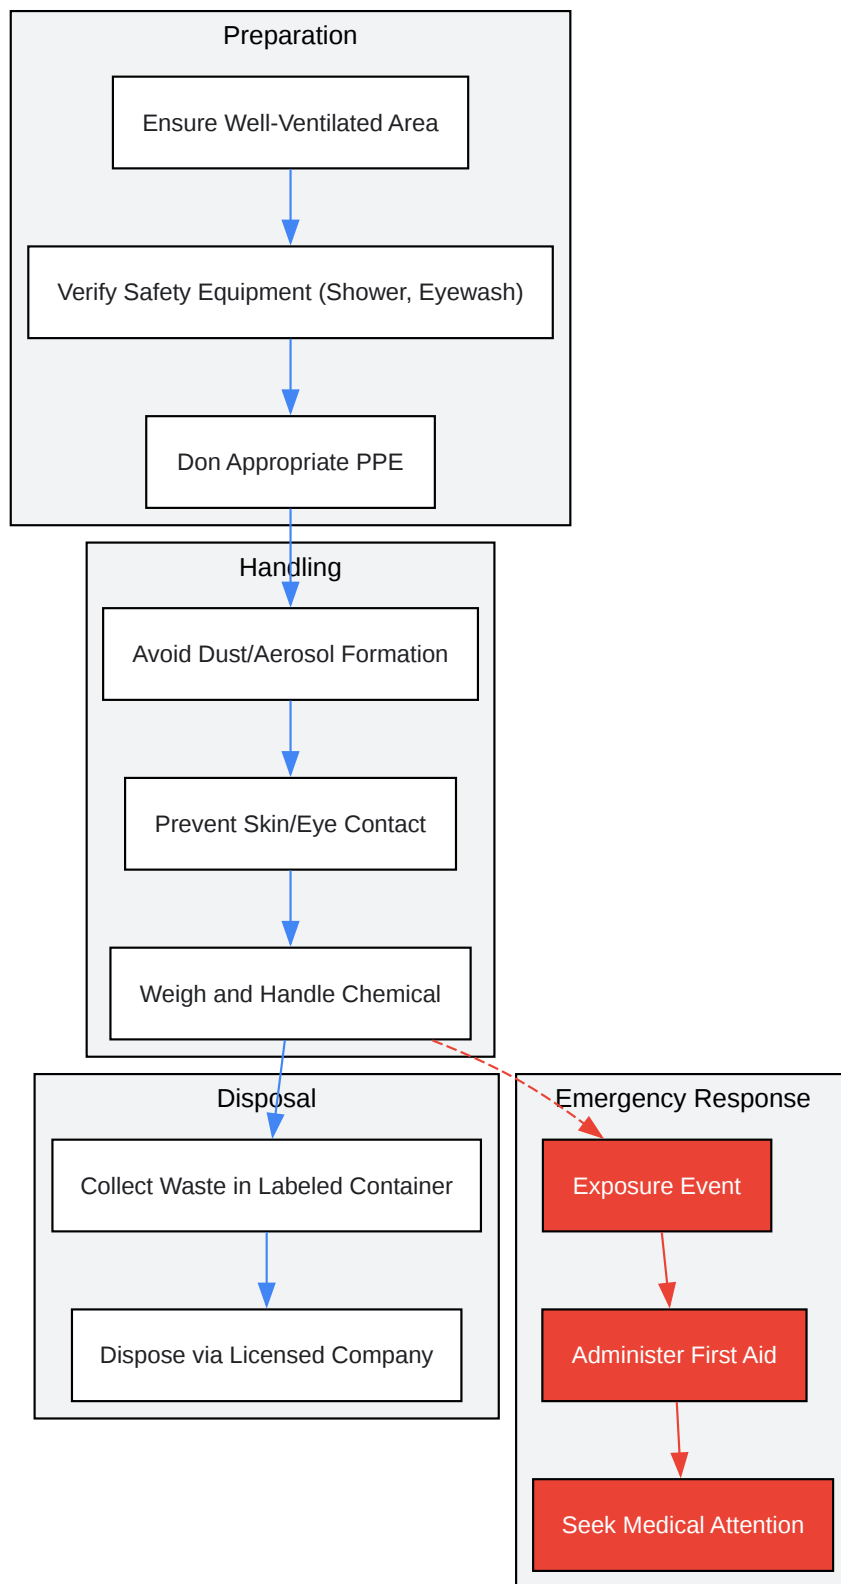 Preparation
Ensure Well-Ventilated Area
Verify Safety Equipment (Shower, Eyewash)
Don Appropriate PPE
Handling
Avoid Dust/Aerosol Formation
Prevent Skin/Eye Contact
Weigh and Handle Chemical
Disposal
Collect Waste in Labeled Container
Dispose via Licensed Company
Emergency Response
Exposure Event
Administer First Aid
Seek Medical Attention